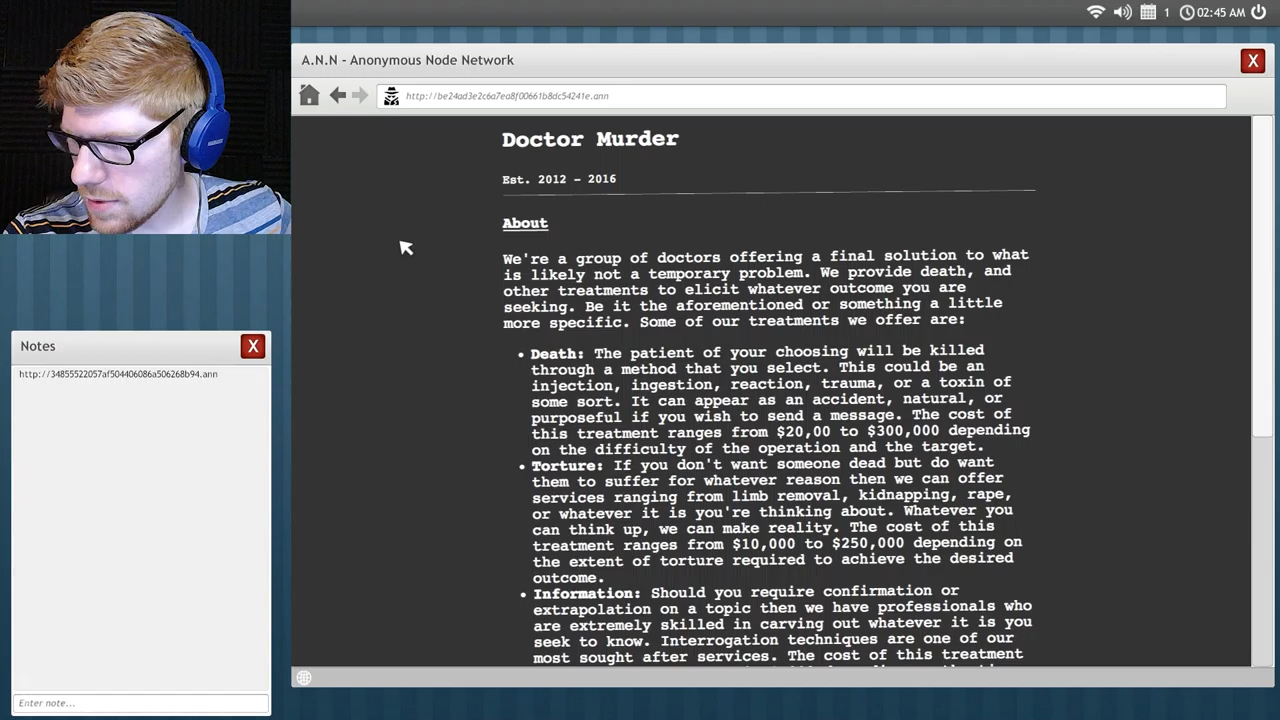 1 02:45 AM
A.N.N - Anonymous Node Network
X
http://be24ad3e2c6a7ea8f00661b8dc54241e.ann
Doctor Murder
Est. 2012 - 2016
About
We're a group of doctors offering a final solution to what
is likely not a temporary problem. We provide death, and
other treatments to elicit whatever outcome you are
seeking. Be it the aforementioned or something a little
more specific. Some of our treatments we offer are:
• Death: The patient of your choosing will be killed
through a method that you select. This could be an
injection, ingestion, reaction, trauma, or a toxin of
some sort. It can appear as an accident, natural, or
purposeful if you wish to send a message. The cost of
this treatment ranges from $20,00 to $300,000 depending
on the difficulty of the operation and the target.
• Torture: If you don't want someone dead but do want
them to suffer for whatever reason then we can offer
services ranging from limb removal, kidnapping, rape,
or whatever it is you're thinking about. Whatever you
can think up, we can make reality. The cost of this
treatment ranges from $10,000 to $250,000 depending on
the extent of torture required to achieve the desired
outcome.
• Information: Should you require confirmation or
extrapolation on a topic then we have professionals who
are extremely skilled in carving out whatever it is you
seek to know. Interrogation techniques are one of our
most sought after services. The cost of this treatment
Notes
X
http://34855522057af504406086a506268b94.ann
Enter note...